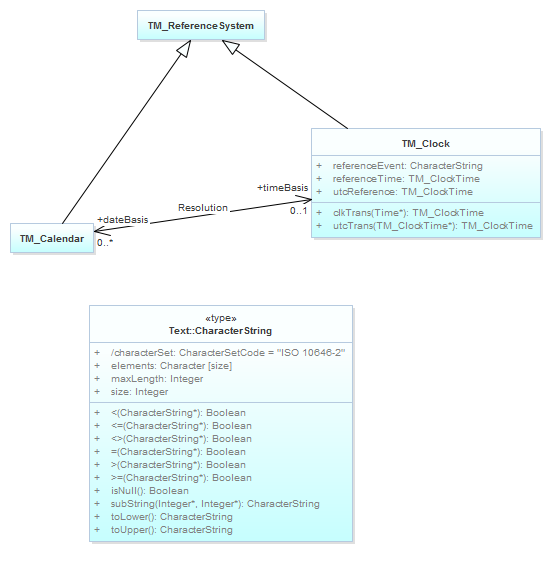 TM_ReferenceSystem
TM_Clock
+ referenceEvent: CharacterString
+ referenceTime: TM_ClockTime
+ utcReference: TM_ClockTime
+ clkTrans(Time*): TM_ClockTime
+ utcTrans(TM_ClockTime*): TM_ClockTime
+timeBasis
0..1
Resolution
+dateBasis
0..*
TM_Calendar
«type»
Text::CharacterString
+ /characterSet: CharacterSetCode = "ISO 10646-2"
+ elements: Character [size]
+ maxLength: Integer
+ size: Integer
+ <(CharacterString*): Boolean
+ <=(CharacterString*): Boolean
+ <>(CharacterString*): Boolean
+ =(CharacterString*): Boolean
+ >(CharacterString*): Boolean
+ >=(CharacterString*): Boolean
+ isNull(): Boolean
+ subString(Integer*, Integer*): CharacterString
+ toLower(): CharacterString
+ toUpper(): CharacterString